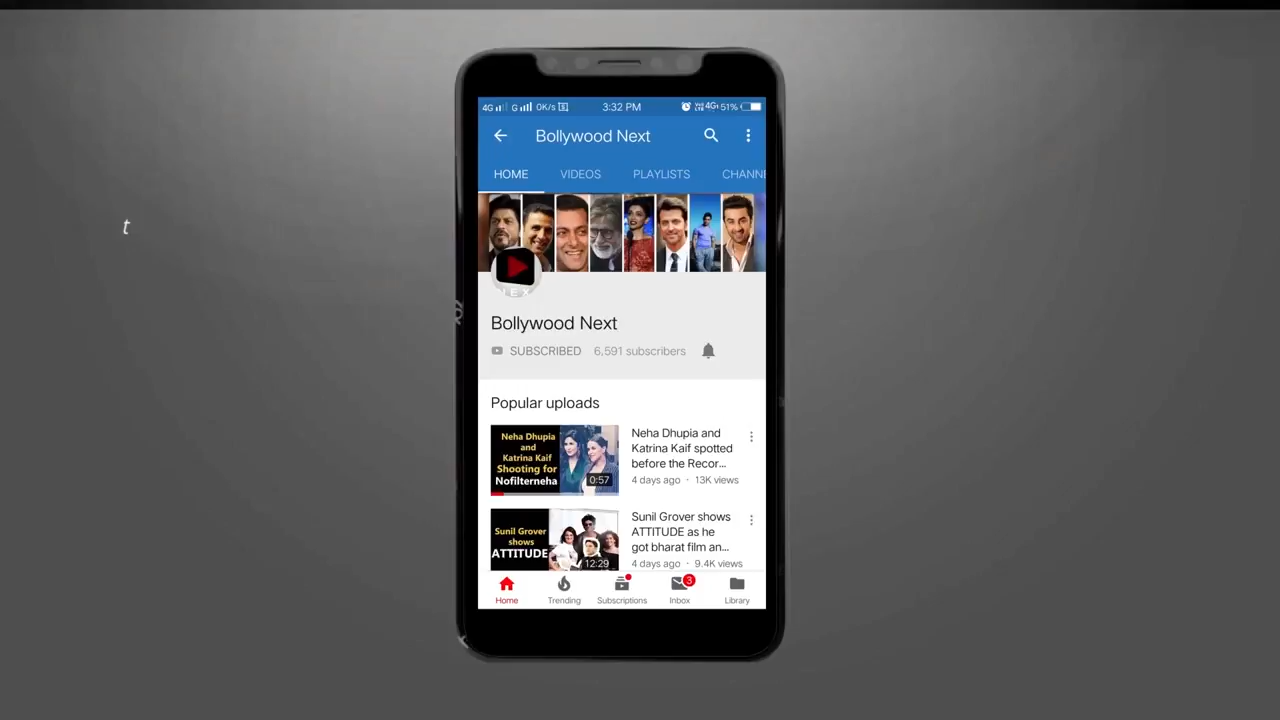 4G G 0K/s 3:32 PM 4G 51%
Bollywood Next
HOME VIDEOS PLAYLISTS CHANNE
t
NEX
Bollywood Next
SUBSCRIBED 6,591 subscribers
Popular uploads
Neha Dhupia
and
Katrina Kaif
Shooting for
Nofilterneha
0:57
Neha Dhupia and
Katrina Kaif spotted
before the Recor...
4 days ago · 13K views
Sunil Grover
shows
ATTITUDE
12:29
Sunil Grover shows
ATTITUDE as he
got bharat film an...
4 days ago · 9.4K views
3
Home Trending Subscriptions Inbox Library